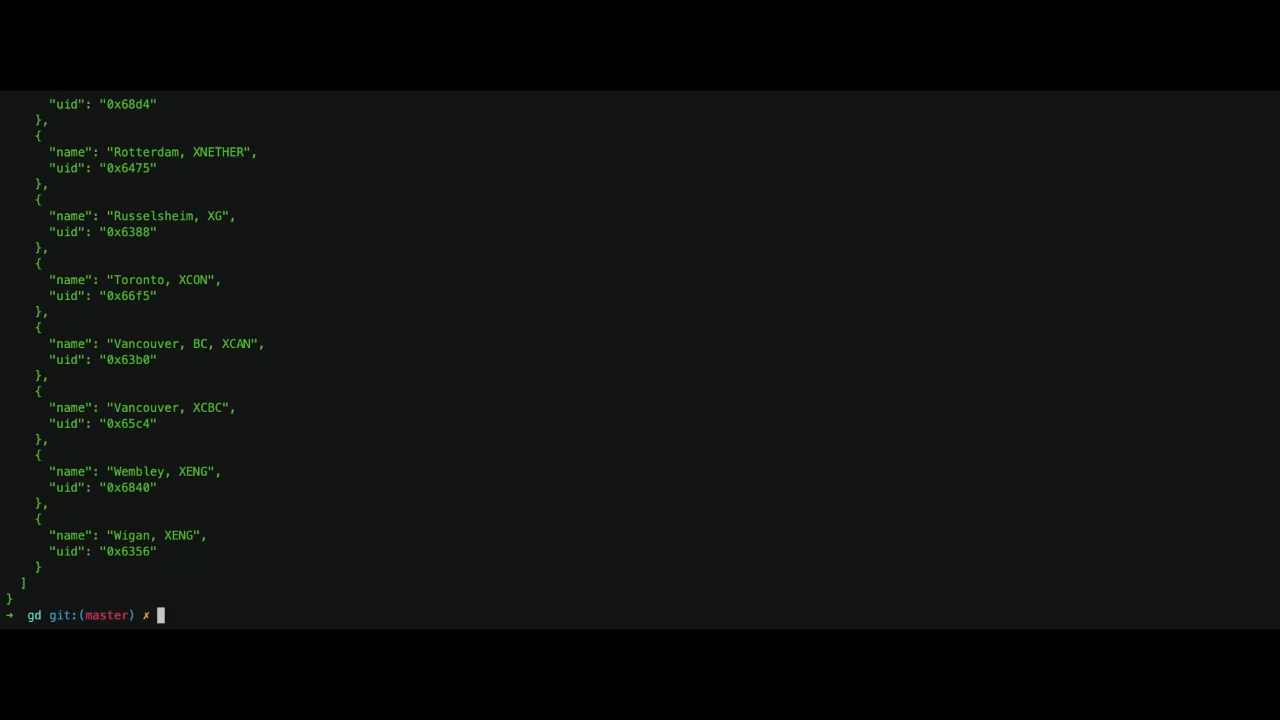 "uid": "0x68d4"
},
{
"name": "Rotterdam, XNETHER",
"uid": "0x6475"
},
{
"name": "Russelsheim, XG",
"uid": "0x6388"
},
{
"name": "Toronto, XCON",
"uid": "0x66f5"
},
{
"name": "Vancouver, BC, XCAN",
"uid": "0x63b0"
},
{
"name": "Vancouver, XCBC",
"uid": "0x65c4"
},
{
"name": "Wembley, XENG",
"uid": "0x6840"
},
{
"name": "Wigan, XENG",
"uid": "0x6356"
}
]
}
→ gd git:(master) ✗